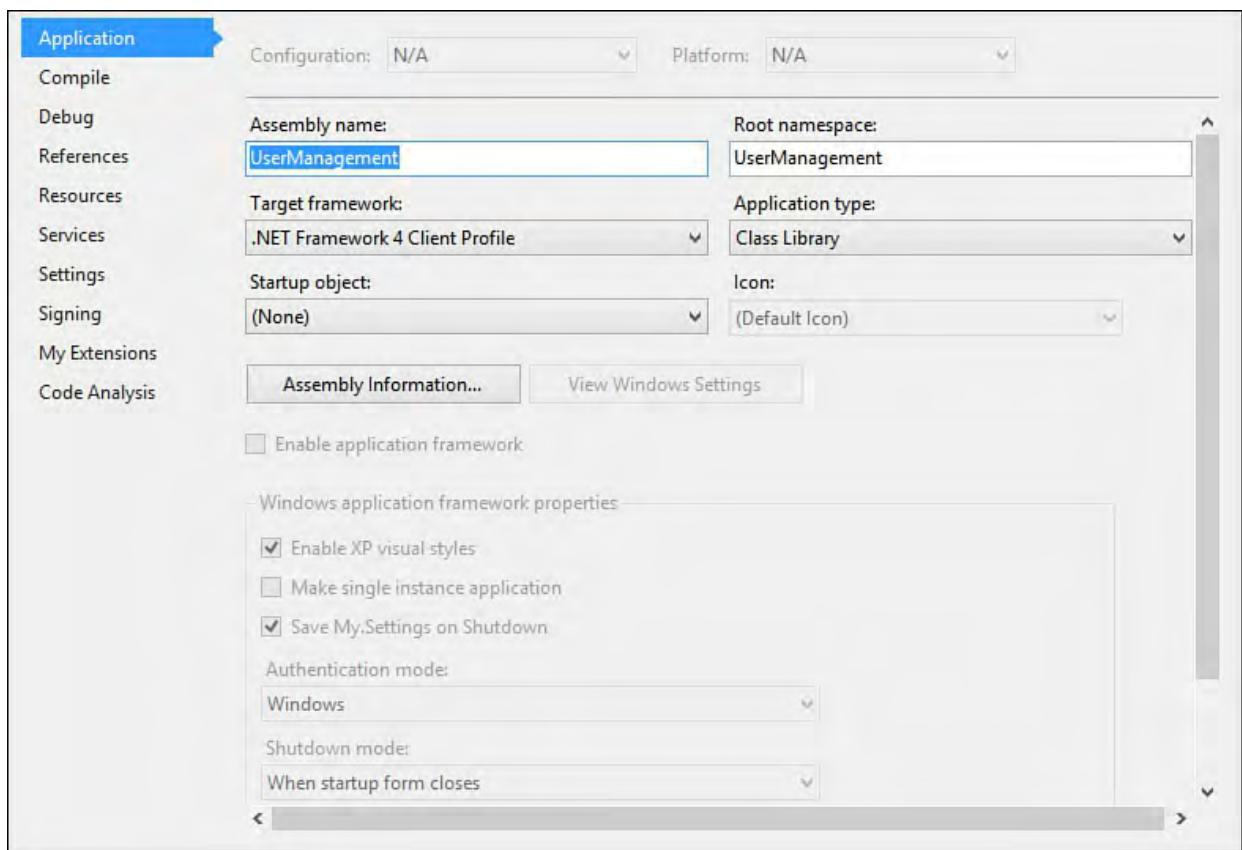 Application
Compile
Debug
References
Resources
Services
Settings
Signing
My Extensions
Code Analysis
Configuration: N/A Platform: N/A
Assembly name: Root namespace:
UserManagement UserManagement
Target framework: Application type:
.NET Framework 4 Client Profile Class Library
Startup object: Icon:
(None) (Default Icon)
Assembly Information... View Windows Settings
Enable application framework
Windows application framework properties
Enable XP visual styles
Make single instance application
Save My.Settings on Shutdown
Authentication mode:
Windows
Shutdown mode:
When startup form closes